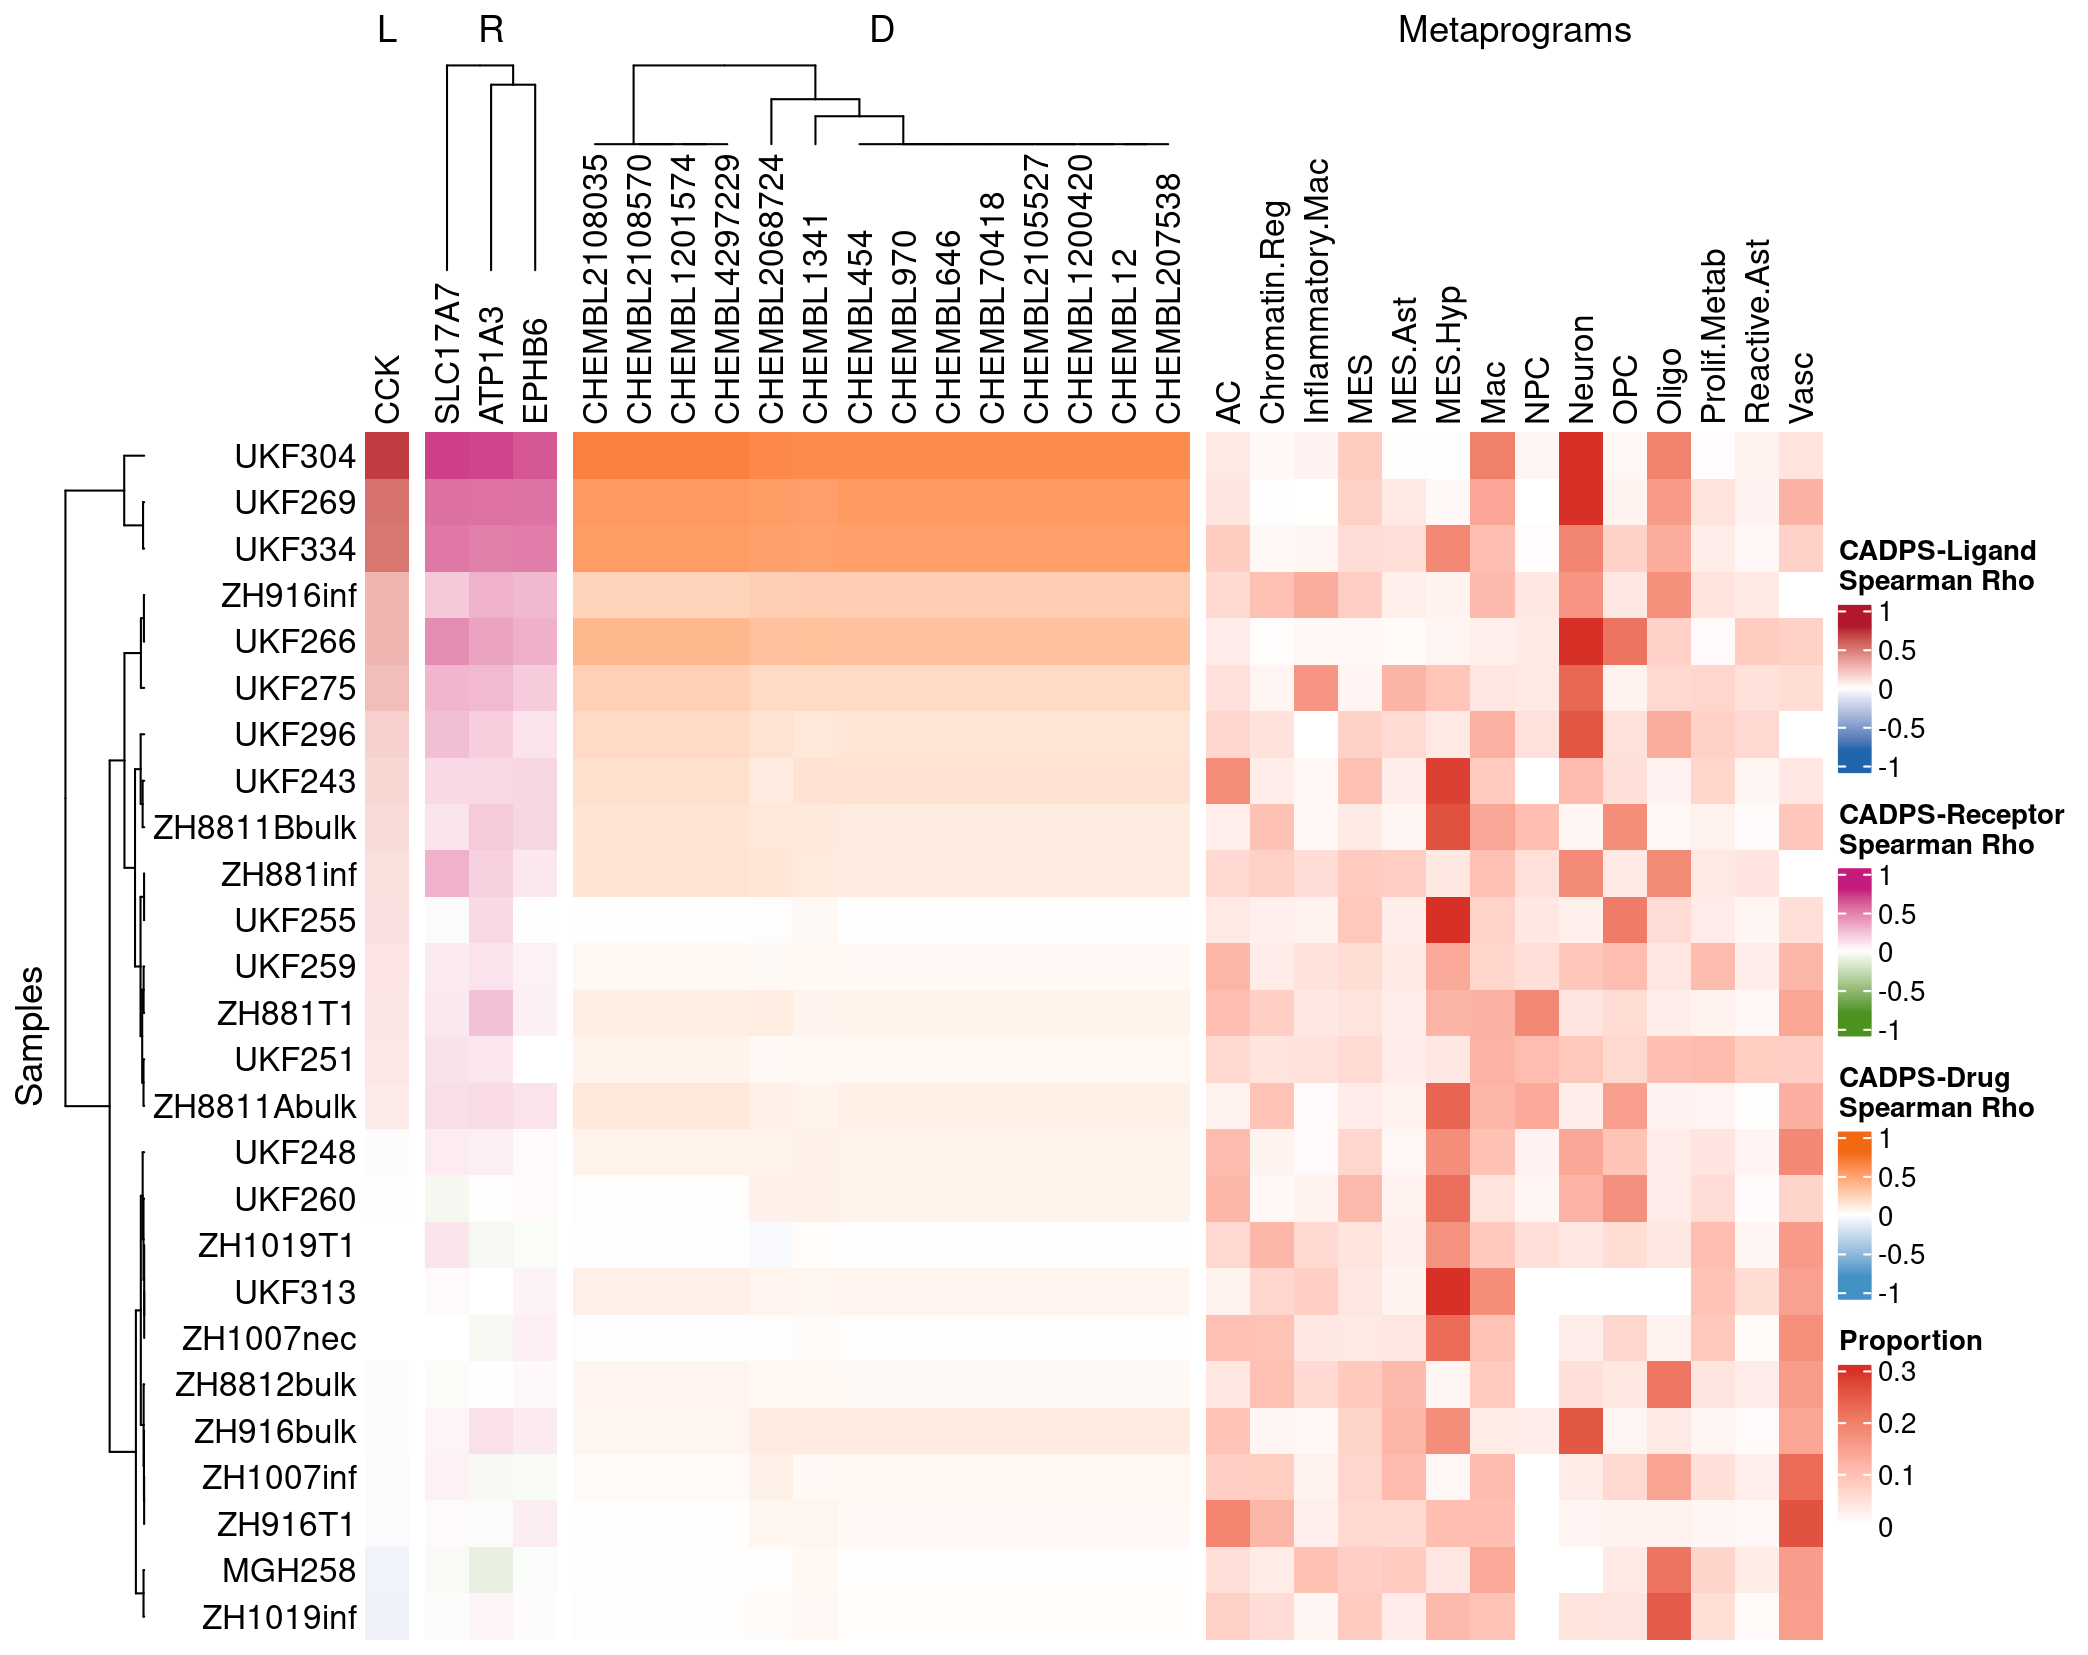 L
R
D
Metaprograms
CCK
SLC17A7
ATP1A3
EPHB6
CHEMBL2108035
CHEMBL2108570
CHEMBL1201574
CHEMBL4297229
CHEMBL2068724
CHEMBL1341
CHEMBL454
CHEMBL970
CHEMBL646
CHEMBL70418
CHEMBL2105527
CHEMBL1200420
CHEMBL12
CHEMBL207538
AC
Chromatin.Reg
Inflammatory.Mac
MES
MES.Ast
MES.Hyp
Mac
NPC
Neuron
OPC
Oligo
Prolif.Metab
Reactive.Ast
Vasc
Samples
UKF304
UKF269
UKF334
ZH916inf
UKF266
UKF275
UKF296
UKF243
ZH8811Bbulk
ZH881inf
UKF255
UKF259
ZH881T1
UKF251
ZH8811Abulk
UKF248
UKF260
ZH1019T1
UKF313
ZH1007nec
ZH8812bulk
ZH916bulk
ZH1007inf
ZH916T1
MGH258
ZH1019inf
CADPS-Ligand
Spearman Rho
1
0.5
0
-0.5
-1
CADPS-Receptor
Spearman Rho
1
0.5
0
-0.5
-1
CADPS-Drug
Spearman Rho
1
0.5
0
-0.5
-1
Proportion
0.3
0.2
0.1
0